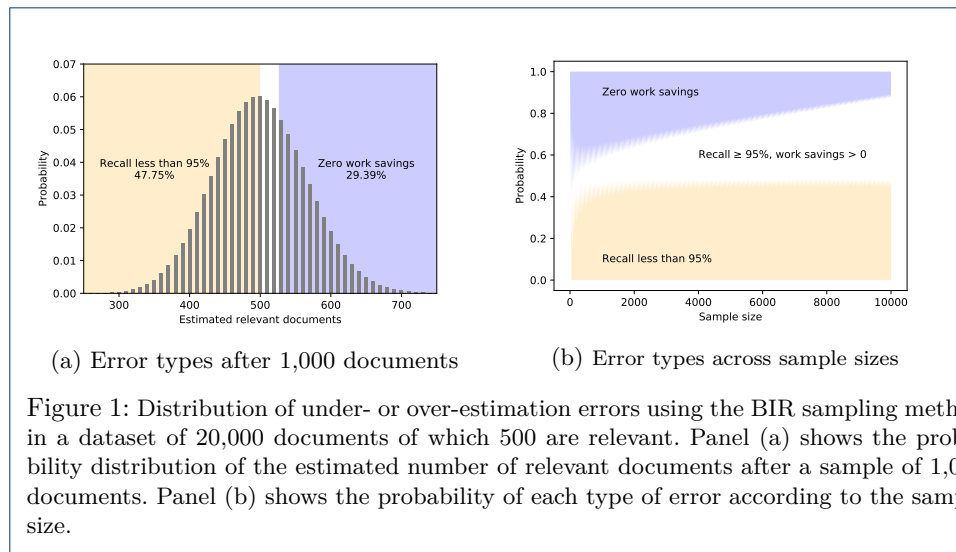 0.07
0.06
0.05
0.04
0.03
0.02
0.01
0.00
Probability
Recall less than 95%
47.75%
Zero work savings
29.39%
300 400 500 600 700
Estimated relevant documents
1.0
0.8
0.6
0.4
0.2
0.0
Probability
Zero work savings
Recall ≥ 95%, work savings > 0
Recall less than 95%
0 2000 4000 6000 8000 10000
Sample size
(a) Error types after 1,000 documents
(b) Error types across sample sizes
Figure 1: Distribution of under- or over-estimation errors using the BIR sampling meth
in a dataset of 20,000 documents of which 500 are relevant. Panel (a) shows the prob
bility distribution of the estimated number of relevant documents after a sample of 1,0
documents. Panel (b) shows the probability of each type of error according to the samp
size.